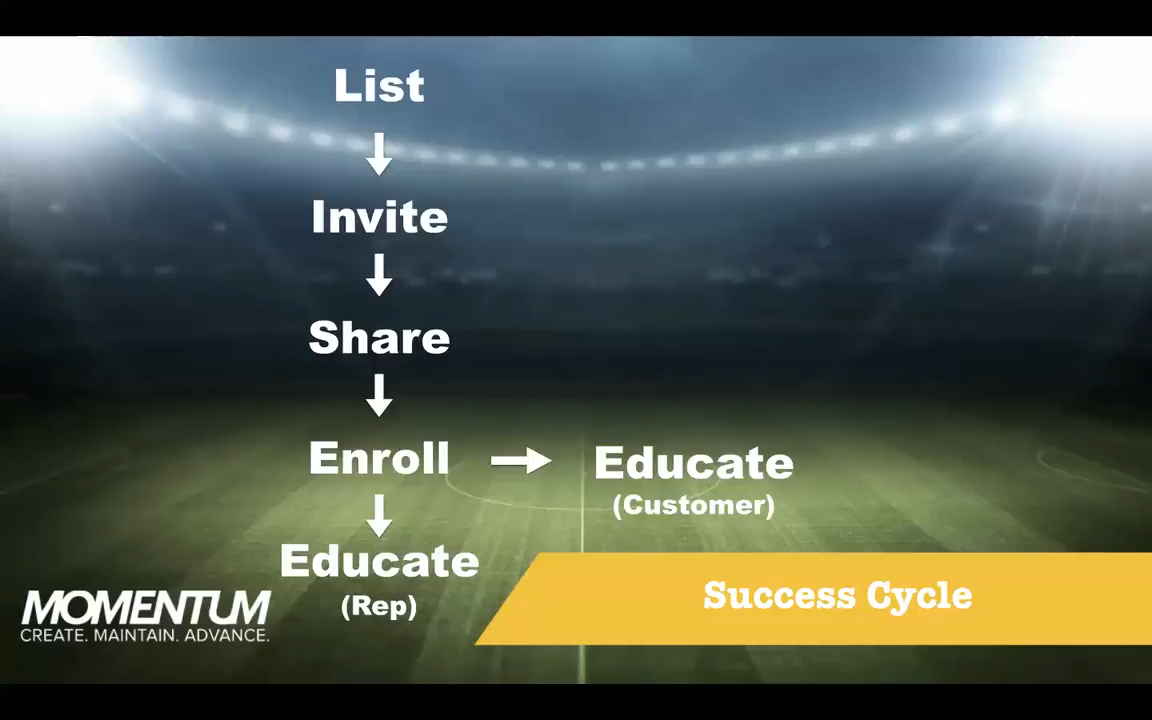 List
Invite
Share
Enroll
Educate
(Customer)
Educate
(Rep)
Success Cycle
MOMENTUM
CREATE. MAINTAIN. ADVANCE.